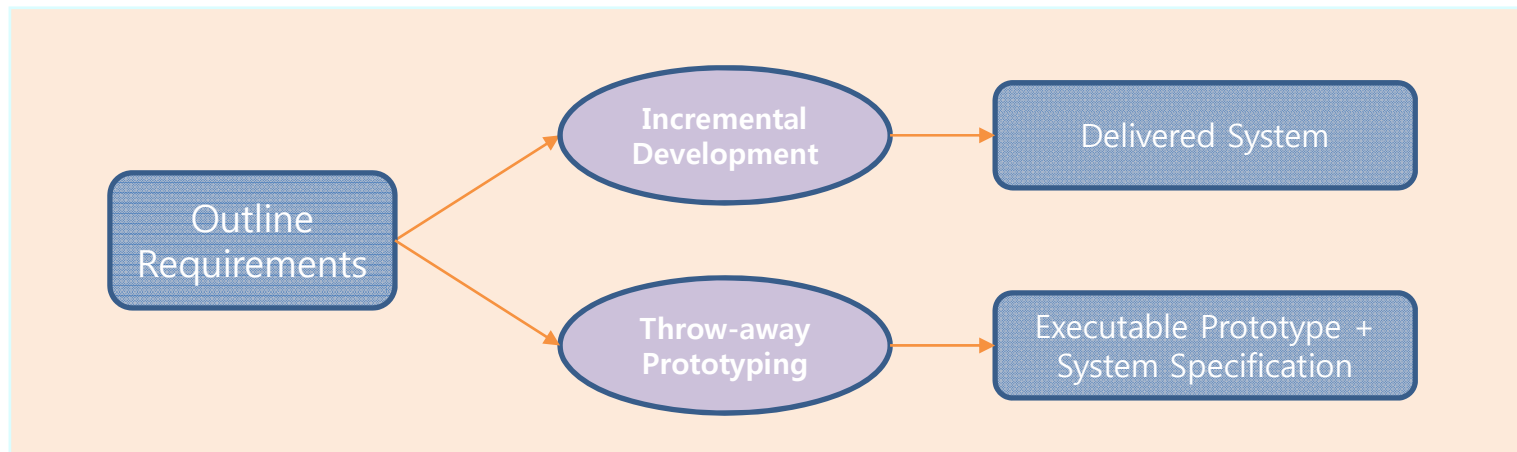 Outline
Requirements
Incremental
Development
Delivered System
Throw-away
Prototyping
Executable Prototype +
System Specification